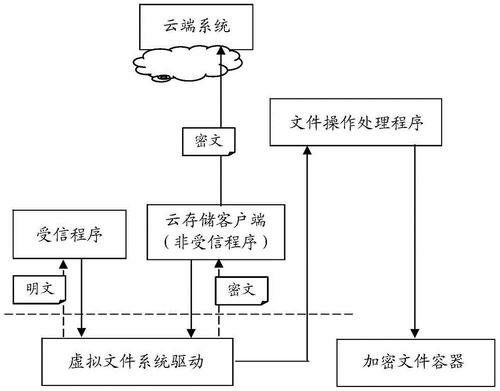 云端系统
密文
文件操作处理程序
受信程序
云存储客户端
(非受信程序)
明文
密文
虚拟文件系统驱动
加密文件容器